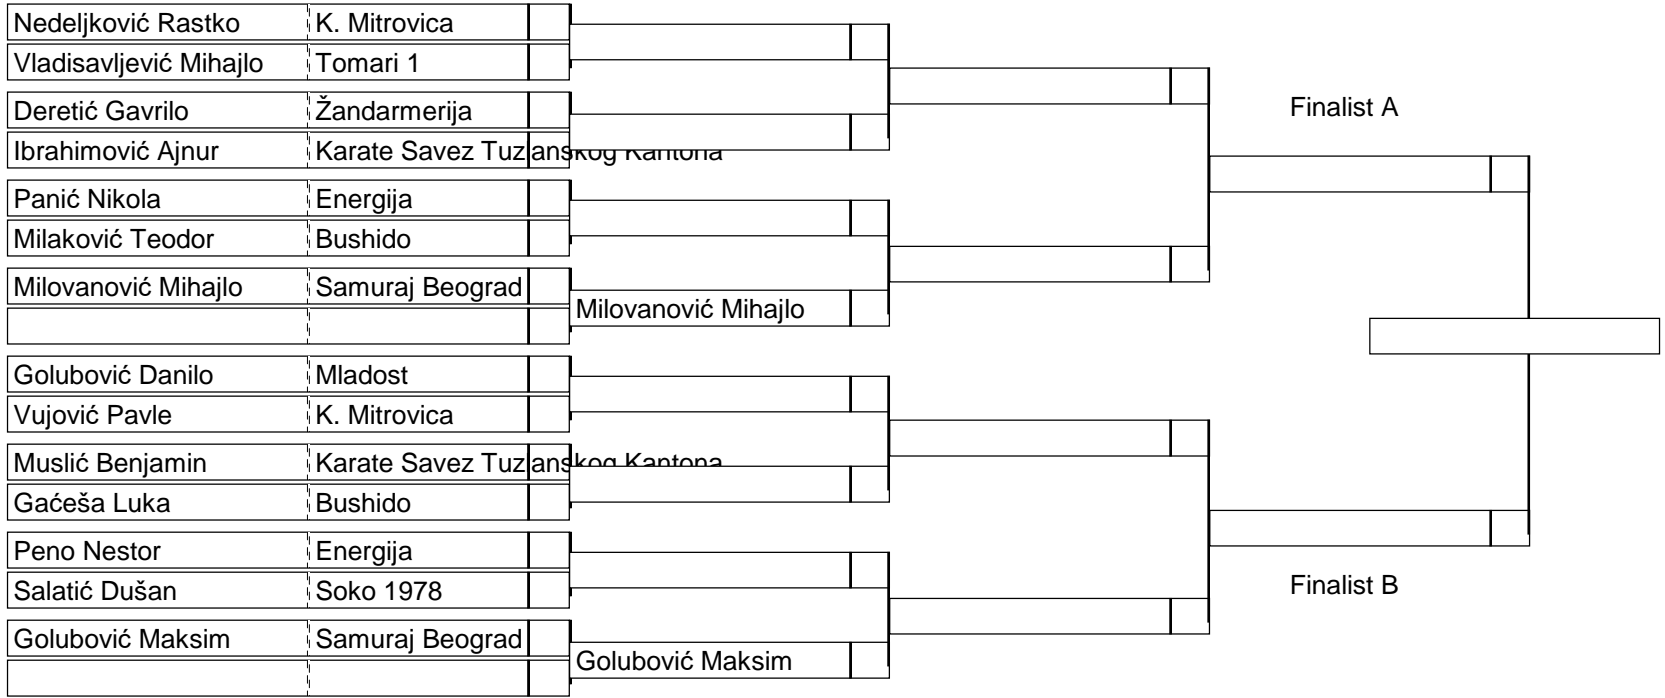 Nedeljković Rastko K. Mitrovica
Vladisavljević Mihajlo Tomari 1
Deretić Gavrilo Žandarmerija
Ibrahimović Ajnur Karate Savez Tuzlanskog Kantona
Panić Nikola Energija
Milaković Teodor Bushido
Milovanović Mihajlo Samuraj Beograd
Milovanović Mihajlo
Golubović Danilo Mladost
Vujović Pavle K. Mitrovica
Muslić Benjamin Karate Savez Tuzlanskog Kantona
Gaćeša Luka Bushido
Peno Nestor Energija
Salatić Dušan Soko 1978
Golubović Maksim Samuraj Beograd
Golubović Maksim
Finalist A
Finalist B